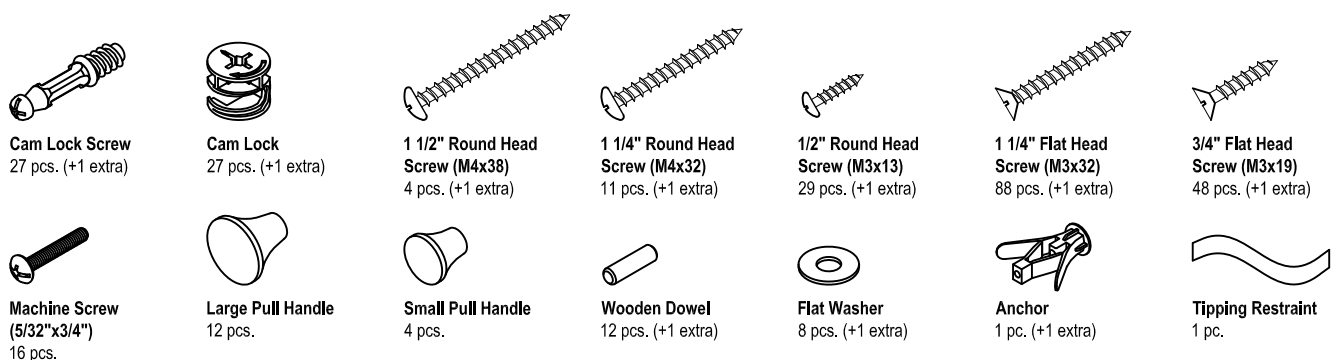 Cam Lock Screw
27 pcs. (+1 extra)
Cam Lock
27 pcs. (+1 extra)
1 1/2" Round Head
Screw (M4x38)
4 pcs. (+1 extra)
1 1/4" Round Head
Screw (M4x32)
11 pcs. (+1 extra)
1/2" Round Head
Screw (M3x13)
29 pcs. (+1 extra)
1 1/4" Flat Head
Screw (M3x32)
88 pcs. (+1 extra)
3/4" Flat Head
Screw (M3x19)
48 pcs. (+1 extra)
Machine Screw
(5/32"x3/4")
16 pcs.
Large Pull Handle
12 pcs.
Small Pull Handle
4 pcs.
Wooden Dowel
12 pcs. (+1 extra)
Flat Washer
8 pcs. (+1 extra)
Anchor
1 pc. (+1 extra)
Tipping Restraint
1 pc.